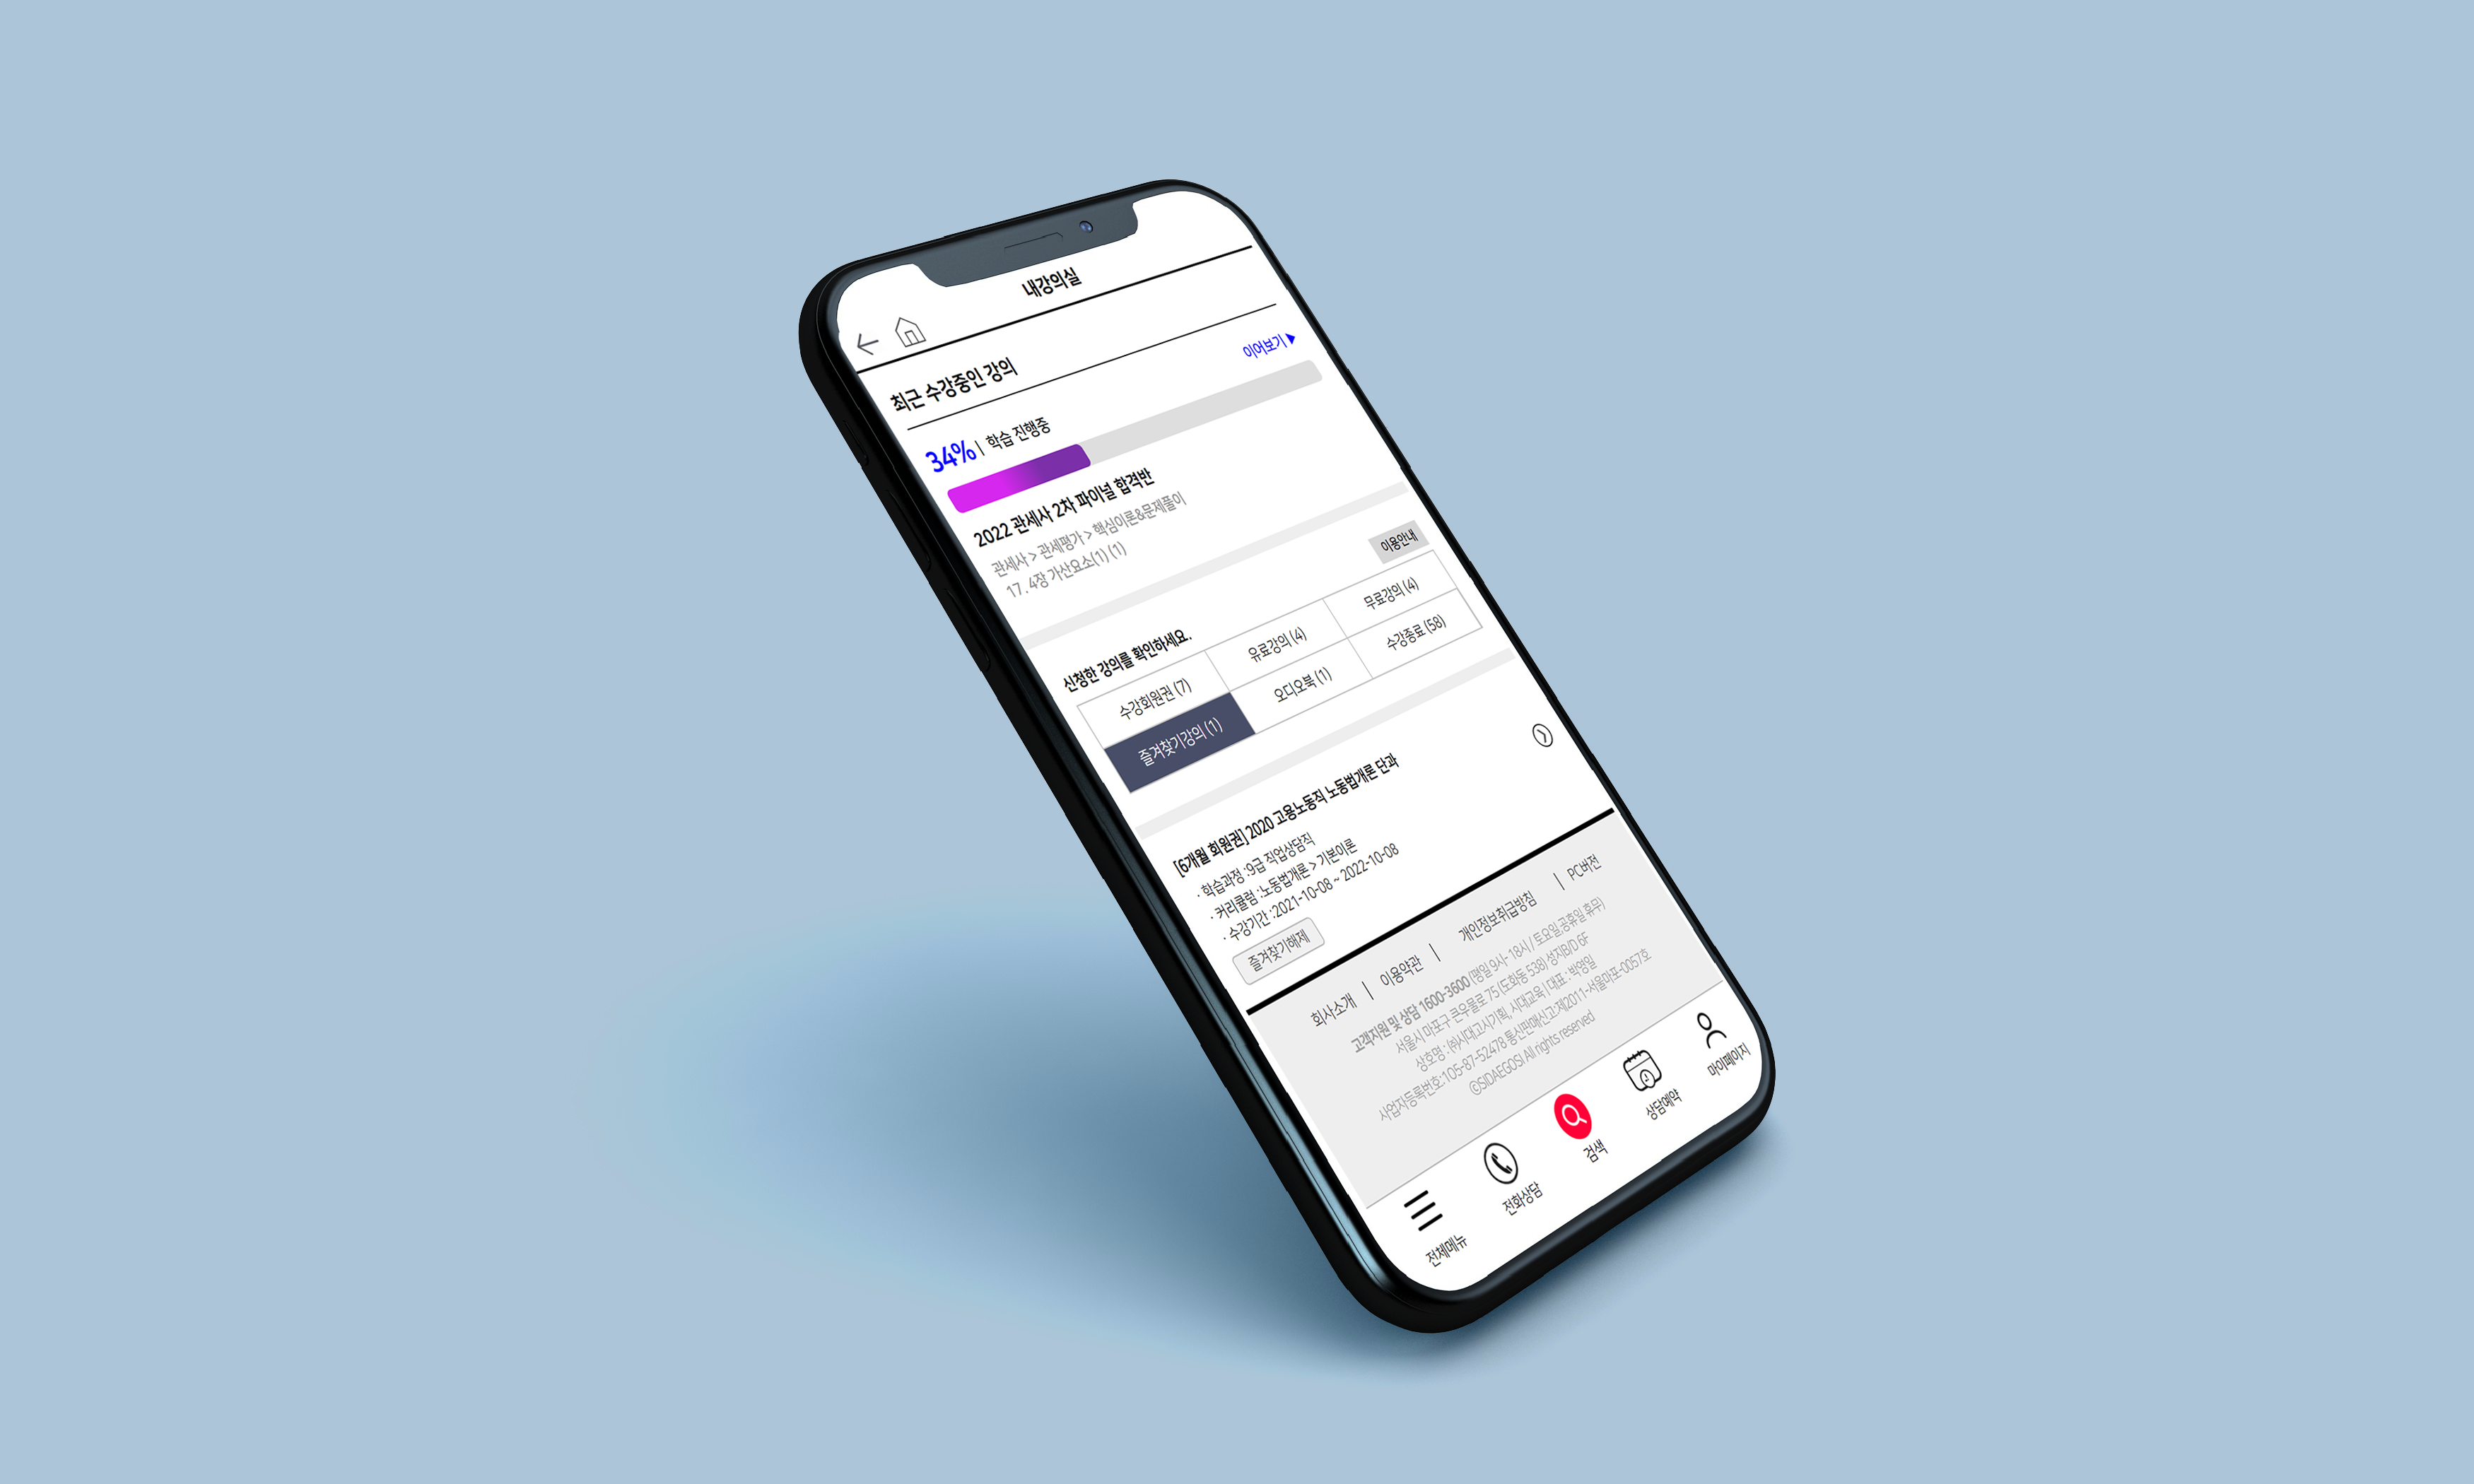 내강의실
최근 수강중인 강의
34% | 학습 진행중
이어보기 ▶
2022 관세사 2차 파이널 합격반
관세사 > 관세평가 > 핵심이론&문제풀이
17. 4장 가산요소(1) (1)
신청한 강의를 확인하세요.
이용안내
수강회원권 (7) 유료강의 (4) 무료강의 (4)
즐겨찾기강의 (1) 오디오북 (1) 수강종료 (58)
[6개월 회원권] 2020 고용노동직 노동법개론 단과
· 학습과정 :9급 직업상담직
· 커리큘럼 :노동법개론 > 기본이론
· 수강기간 :2021-10-08 ~ 2022-10-08
즐겨찾기해제
회사소개 | 이용약관 | 개인정보취급방침 | PC버전
고객지원 및 상담 1600-3600 (평일 9시- 18시 / 토요일,공휴일 휴무)
서울시 마포구 큰우물로 75 (도화동 538) 성지B/D 6F
상호명 : ㈜시대고시기획, 시대교육 | 대표 : 박영일
사업자등록번호:105-87-52478 통신판매신고:제2011-서울마포-0057호
©SIDAEGOSI All rights reserved
전체메뉴 전화상담 검색 상담예약 마이페이지